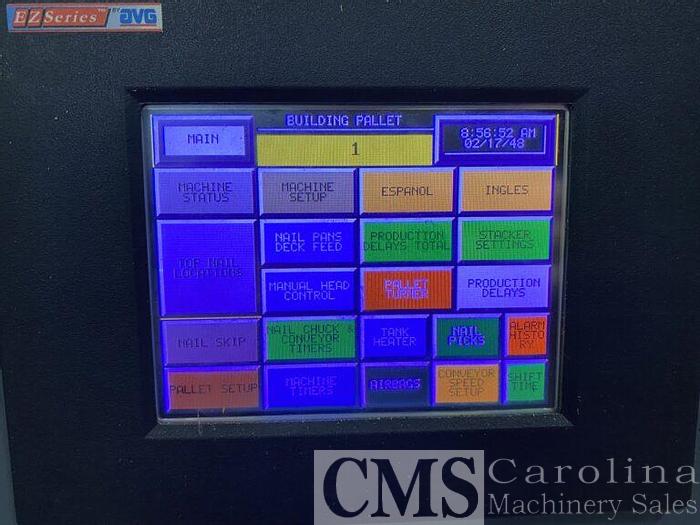 EZSeries BY AVG
BUILDING PALLET
MAIN
1
8:56:52 AM
02/17/48
MACHINE
STATUS
MACHINE
SETUP
ESPANOL
INGLES
TOP NAIL
LOCATIONS
NAIL PANS
DECK FEED
PRODUCTION
DELAYS TOTAL
STACKER
SETTINGS
MANUAL HEAD
CONTROL
PALLET
TURNER
PRODUCTION
DELAYS
NAIL SKIP
NAIL CHUCK &
CONVEYOR
TIMERS
TANK
HEATER
NAIL
PICKS
ALARM
HISTO
RY
PALLET SETUP
MACHINE
TIMERS
AIRBAGS
CONVEYOR
SPEED
SETUP
SHIFT
TIME
CMS Carolina
Machinery Sales